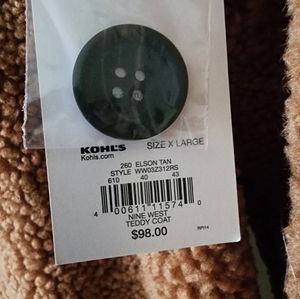 KOHL'S SIZE X LARGE
Kohls.com
260 ELSON TAN
STYLE WW03Z312RS
610 40 43
4 00611 11574 0
NINE WEST
TEDDY COAT
$98.00 RPI14